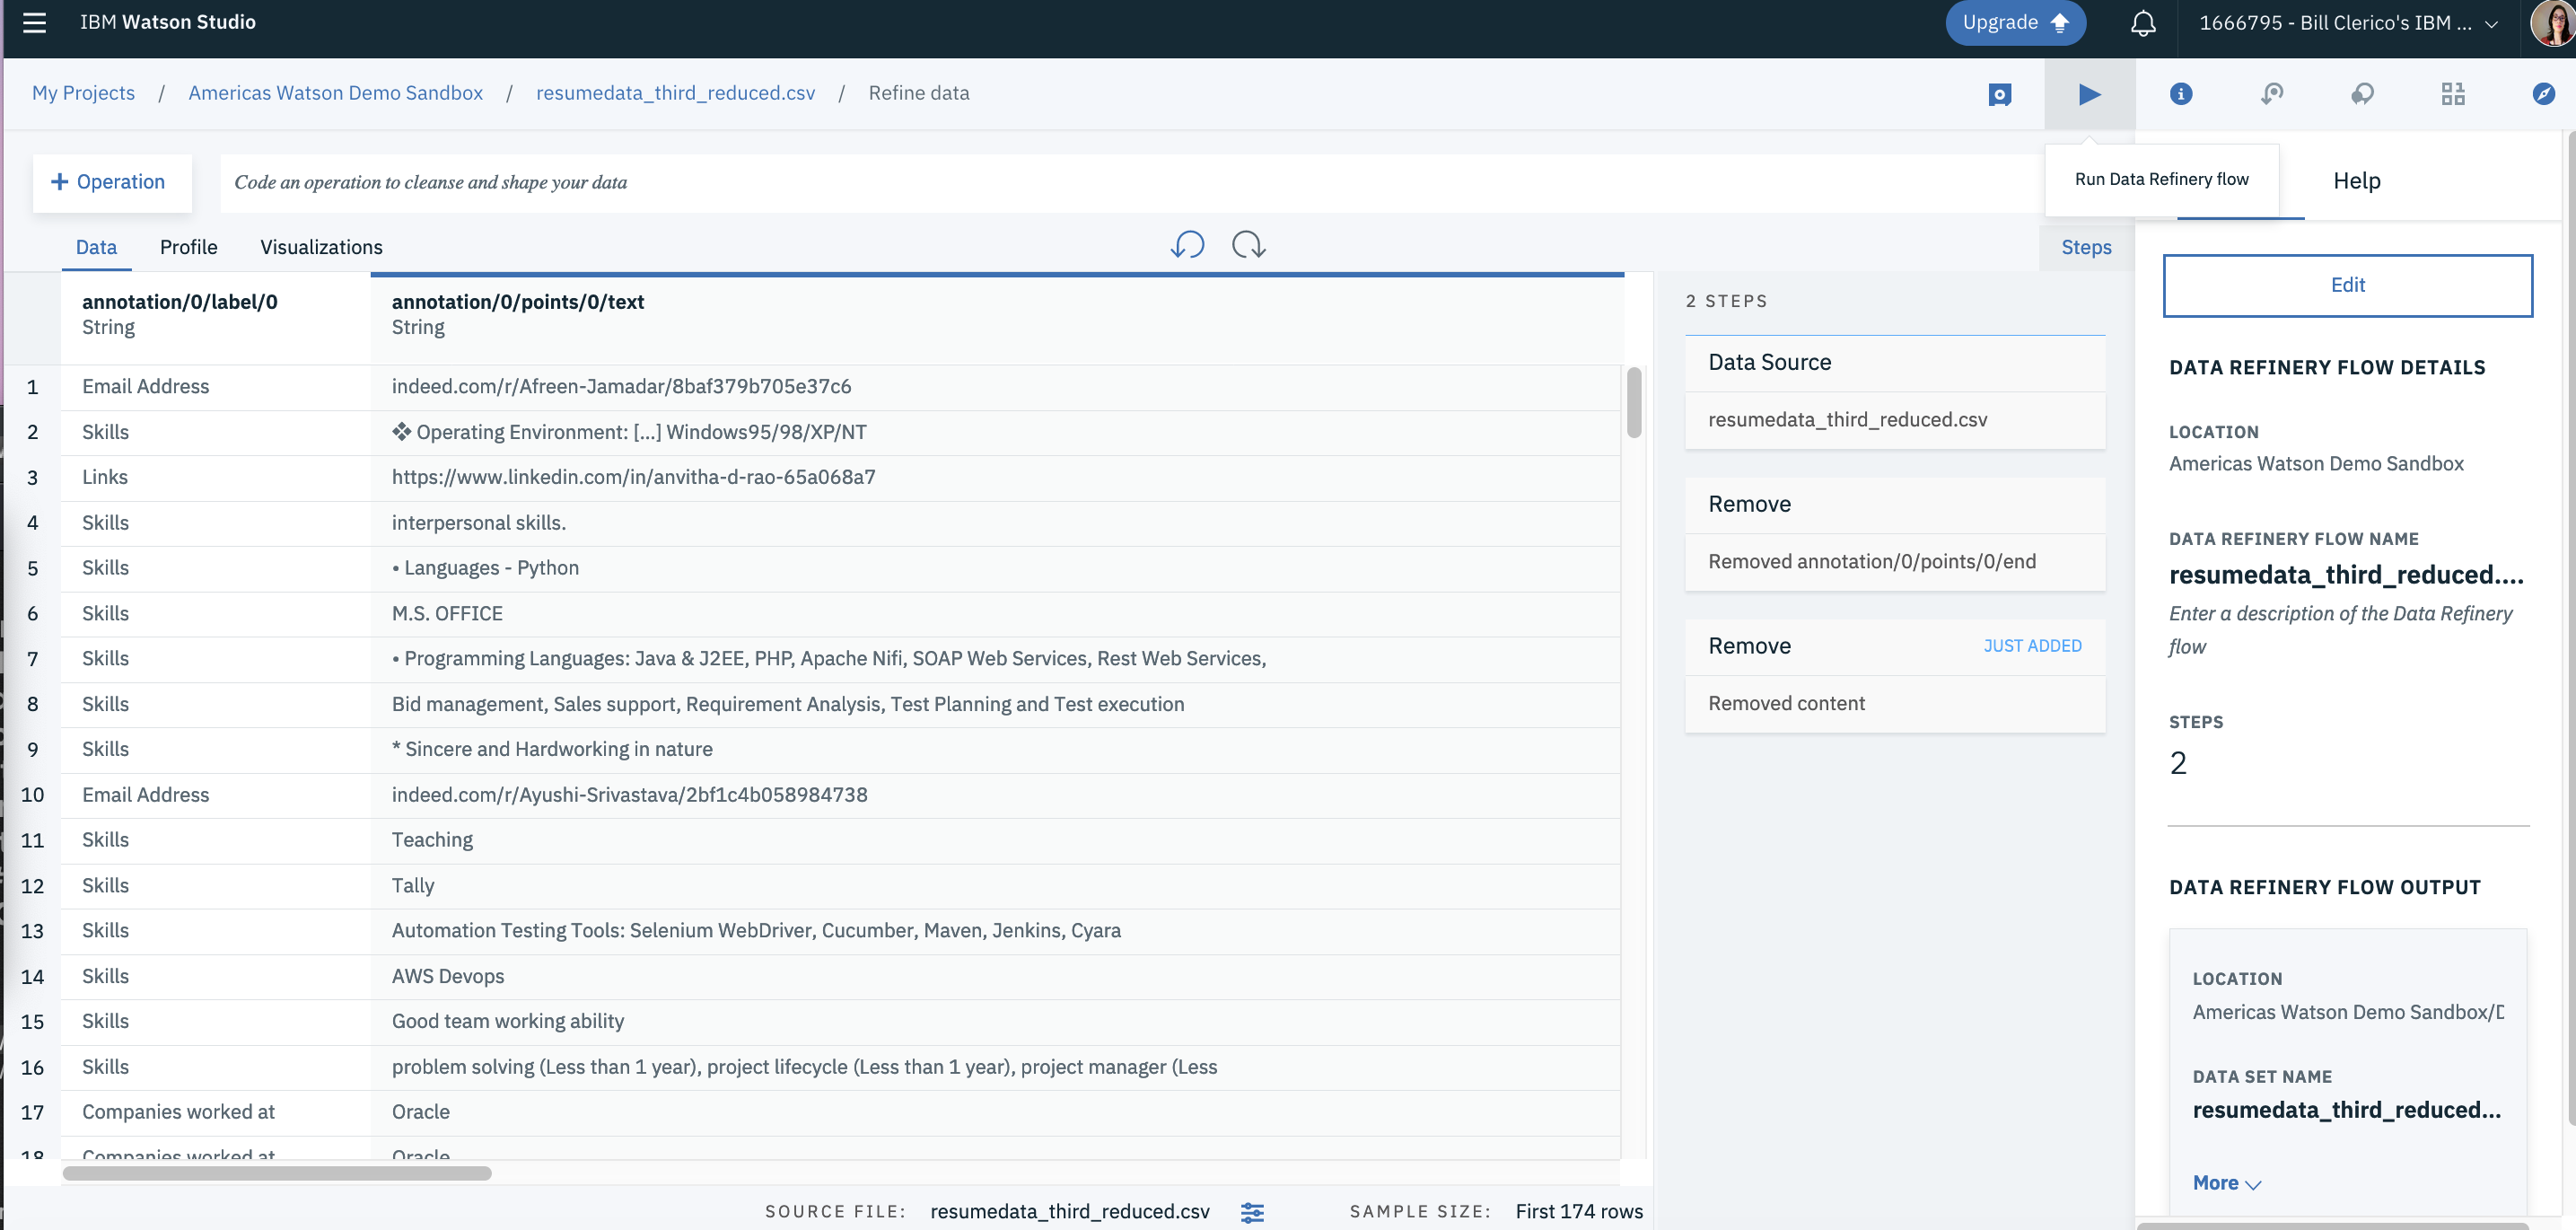 IBM Watson Studio
Upgrade
1666795 - Bill Clerico's IBM ...
My Projects / Americas Watson Demo Sandbox / resumedata_third_reduced.csv / Refine data
+ Operation
Code an operation to cleanse and shape your data
Run Data Refinery flow
Help
Data
Profile
Visualizations
Steps
annotation/0/label/0
String
annotation/0/points/0/text
String
1 Email Address indeed.com/r/Afreen-Jamadar/8baf379b705e37c6
2 Skills ❖ Operating Environment: [...] Windows95/98/XP/NT
3 Links https://www.linkedin.com/in/anvitha-d-rao-65a068a7
4 Skills interpersonal skills.
5 Skills • Languages - Python
6 Skills M.S. OFFICE
7 Skills • Programming Languages: Java & J2EE, PHP, Apache Nifi, SOAP Web Services, Rest Web Services,
8 Skills Bid management, Sales support, Requirement Analysis, Test Planning and Test execution
9 Skills * Sincere and Hardworking in nature
10 Email Address indeed.com/r/Ayushi-Srivastava/2bf1c4b058984738
11 Skills Teaching
12 Skills Tally
13 Skills Automation Testing Tools: Selenium WebDriver, Cucumber, Maven, Jenkins, Cyara
14 Skills AWS Devops
15 Skills Good team working ability
16 Skills problem solving (Less than 1 year), project lifecycle (Less than 1 year), project manager (Less
17 Companies worked at Oracle
18 Companies worked at Oracle
SOURCE FILE: resumedata_third_reduced.csv
SAMPLE SIZE: First 174 rows
2 STEPS
Data Source
resumedata_third_reduced.csv
Remove
Removed annotation/0/points/0/end
Remove
JUST ADDED
Removed content
Edit
DATA REFINERY FLOW DETAILS
LOCATION
Americas Watson Demo Sandbox
DATA REFINERY FLOW NAME
resumedata_third_reduced....
Enter a description of the Data Refinery
flow
STEPS
2
DATA REFINERY FLOW OUTPUT
LOCATION
Americas Watson Demo Sandbox/D
DATA SET NAME
resumedata_third_reduced...
More